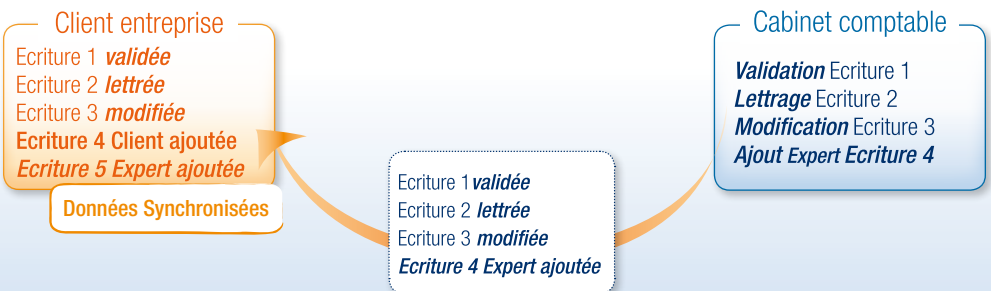 Client entreprise
Ecriture 1 validée
Ecriture 2 lettrée
Ecriture 3 modifiée
Ecriture 4 Client ajoutée
Ecriture 5 Expert ajoutée
Données Synchronisées
Ecriture 1 validée
Ecriture 2 lettrée
Ecriture 3 modifiée
Ecriture 4 Expert ajoutée
Cabinet comptable
Validation Ecriture 1
Lettrage Ecriture 2
Modification Ecriture 3
Ajout Expert Ecriture 4